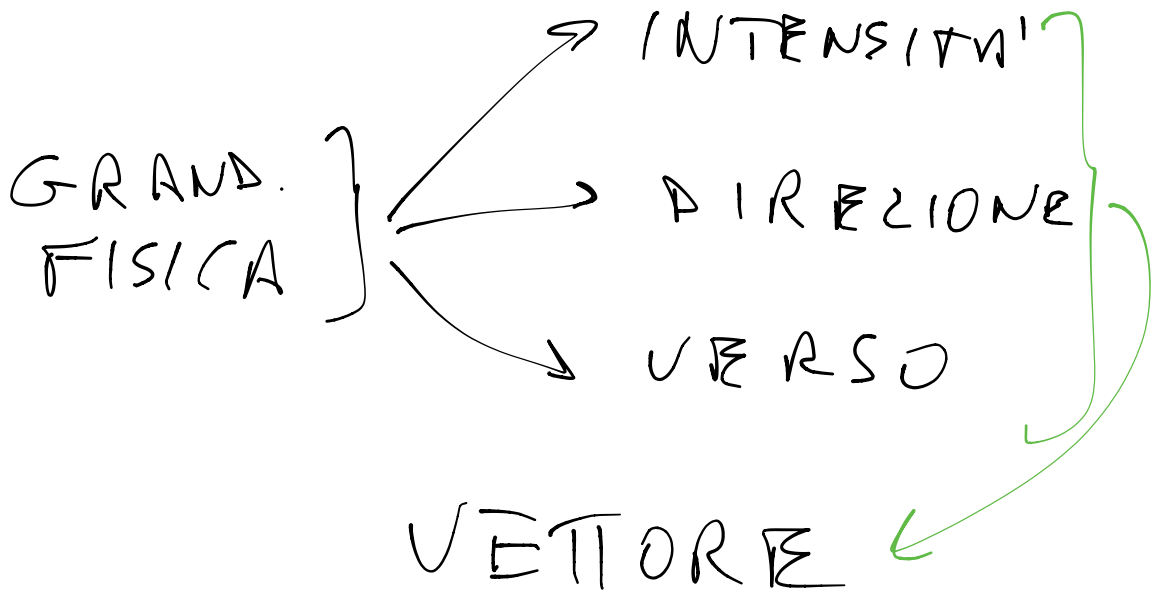 GRAND.
FISICA
INTENSITA'
DIREZIONE
VERSO
VETTORE